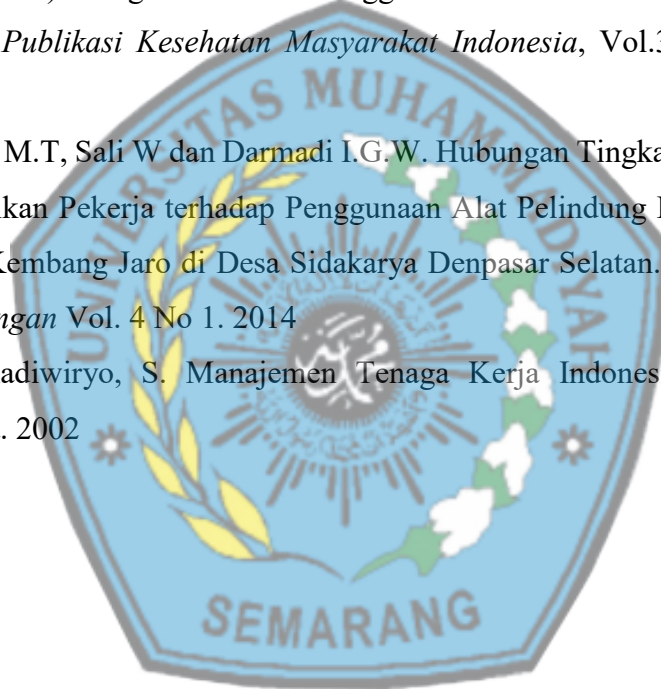 Publikasi Kesehatan Masyarakat Indonesia, Vol.3
M.T, Sali W dan Darmadi I.G.W. Hubungan Tingka
kan Pekerja terhadap Penggunaan Alat Pelindung
Kembang Jaro di Desa Sidakarya Denpasar Selatan.
ngan Vol. 4 No 1. 2014
adiwiryo, S. Manajemen Tenaga Kerja Indones
. 2002
UNIVERSITAS MUHAMMADIYAH
SEMARANG